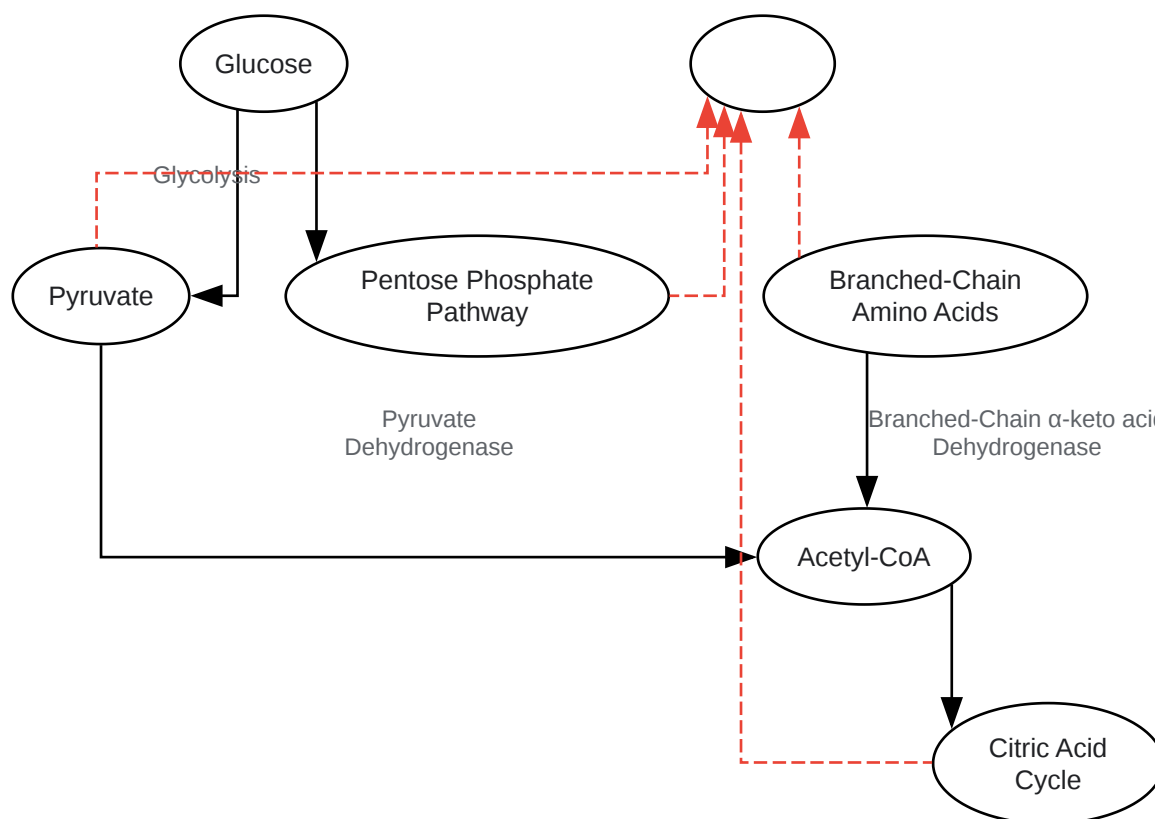 Glucose
Glycolysis
Pyruvate
Pentose Phosphate
Pathway
Branched-Chain
Amino Acids
Pyruvate
Dehydrogenase
Branched-Chain α-keto acid
Dehydrogenase
Acetyl-CoA
Citric Acid
Cycle